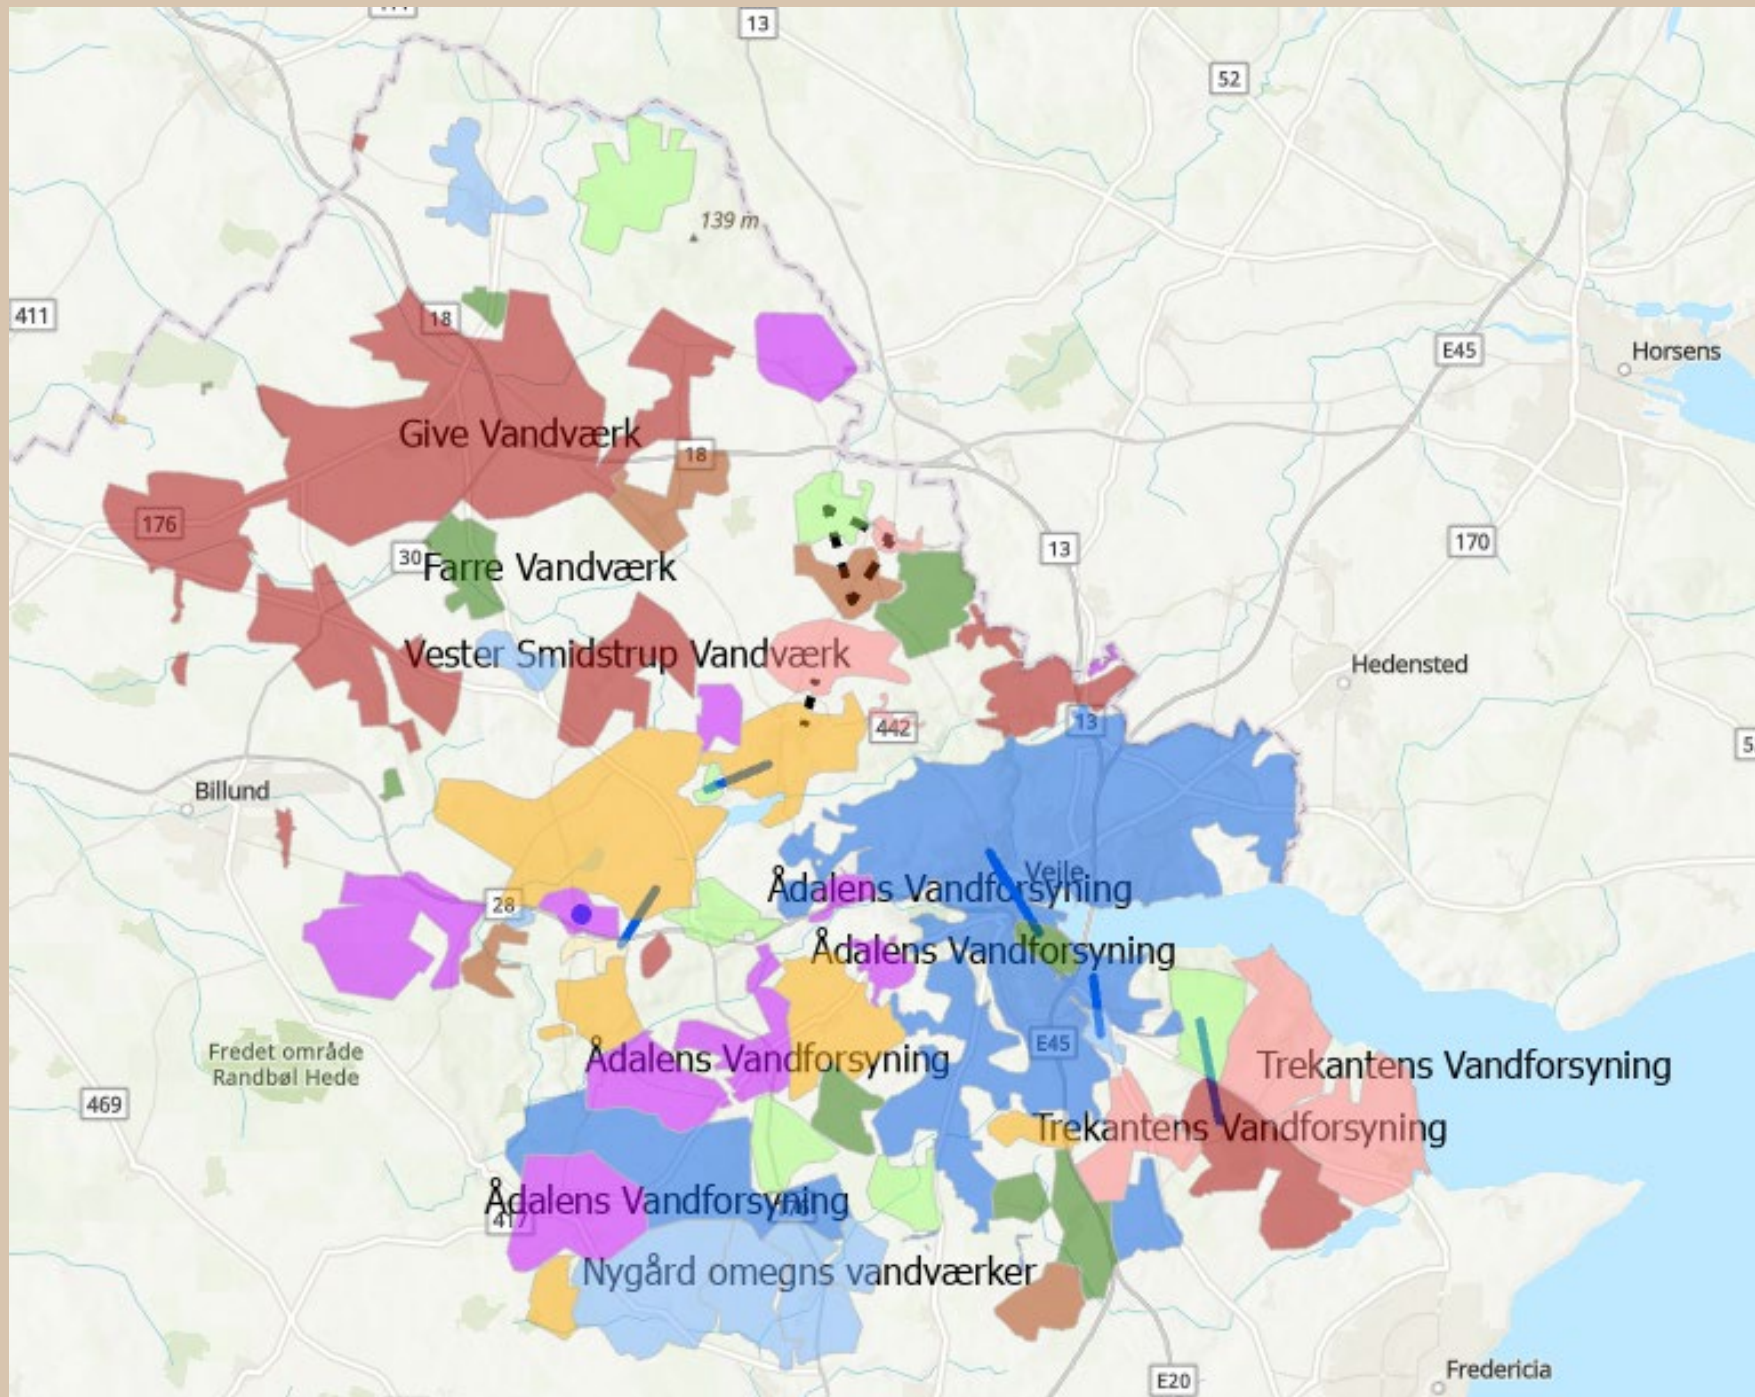 13
52
139 m
411
18
E45
Horsens
Give Vandværk
18
176
170
13
30
Farre Vandværk
Vester Smidstrup Vandværk
Hedensted
442
13
Billund
Vejle
Ådalens Vandforsyning
28
Ådalens Vandforsyning
E45
Fredet område
Randbøl Hede
Ådalens Vandforsyning
Trekantens Vandforsyning
469
Trekantens Vandforsyning
Ådalens Vandforsyning
417
Nygård omegns vandværker
Fredericia
E20